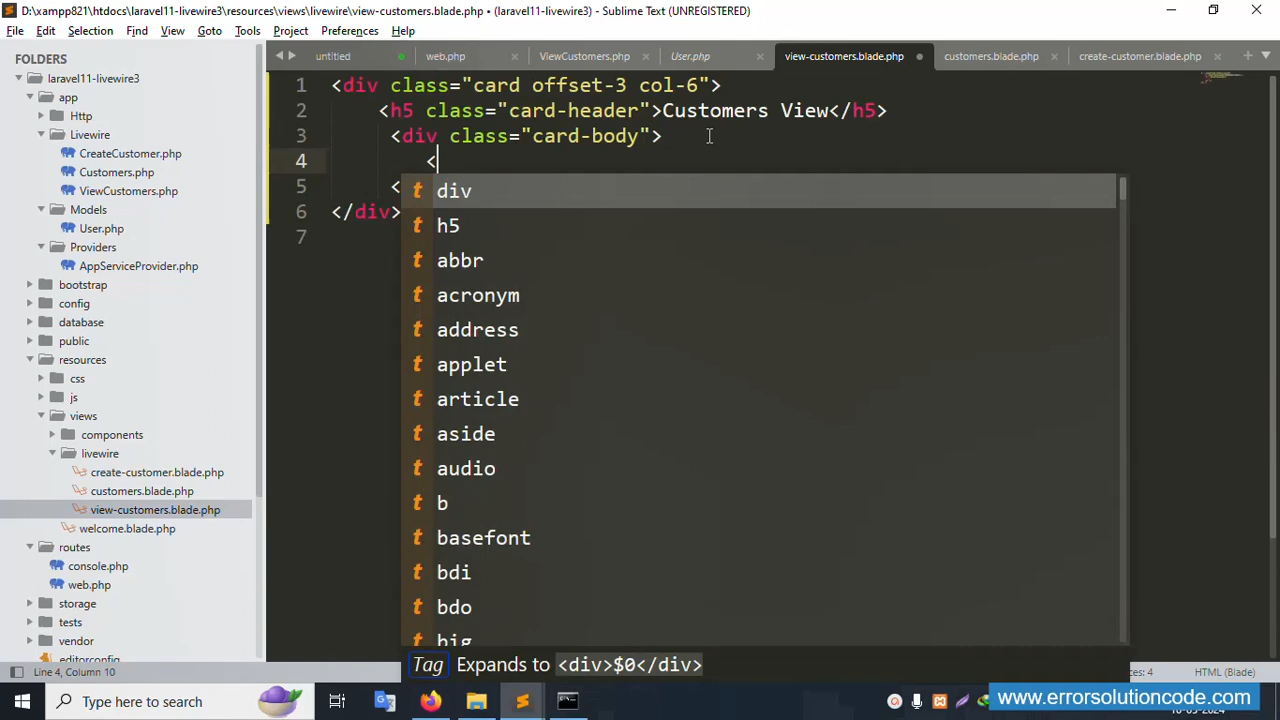 D:\xampp821\htdocs\laravel11-livewire3\resources\views\livewire\view-customers.blade.php • (laravel11-livewire3) - Sublime Text (UNREGISTERED)
File Edit Selection Find View Goto Tools Project Preferences Help
FOLDERS
laravel11-livewire3
app
Http
Livewire
CreateCustomer.php
Customers.php
ViewCustomers.php
Models
User.php
Providers
AppServiceProvider.php
bootstrap
config
database
public
resources
css
js
views
components
livewire
create-customer.blade.php
customers.blade.php
view-customers.blade.php
welcome.blade.php
routes
console.php
web.php
storage
tests
vendor
.editorconfig
untitled web.php ViewCustomers.php User.php view-customers.blade.php customers.blade.php create-customer.blade.php
1 <div class="card offset-3 col-6">
2 <h5 class="card-header">Customers View</h5>
3 <div class="card-body">
4 <
5 <
6 </div>
7
t div
t h5
t abbr
t acronym
t address
t applet
t article
t aside
t audio
t b
t basefont
t bdi
t bdo
t big
Tag Expands to <div>$0</div>
Line 4, Column 10
HTML (Blade)
Type here to search
www.errorsolutioncode.com